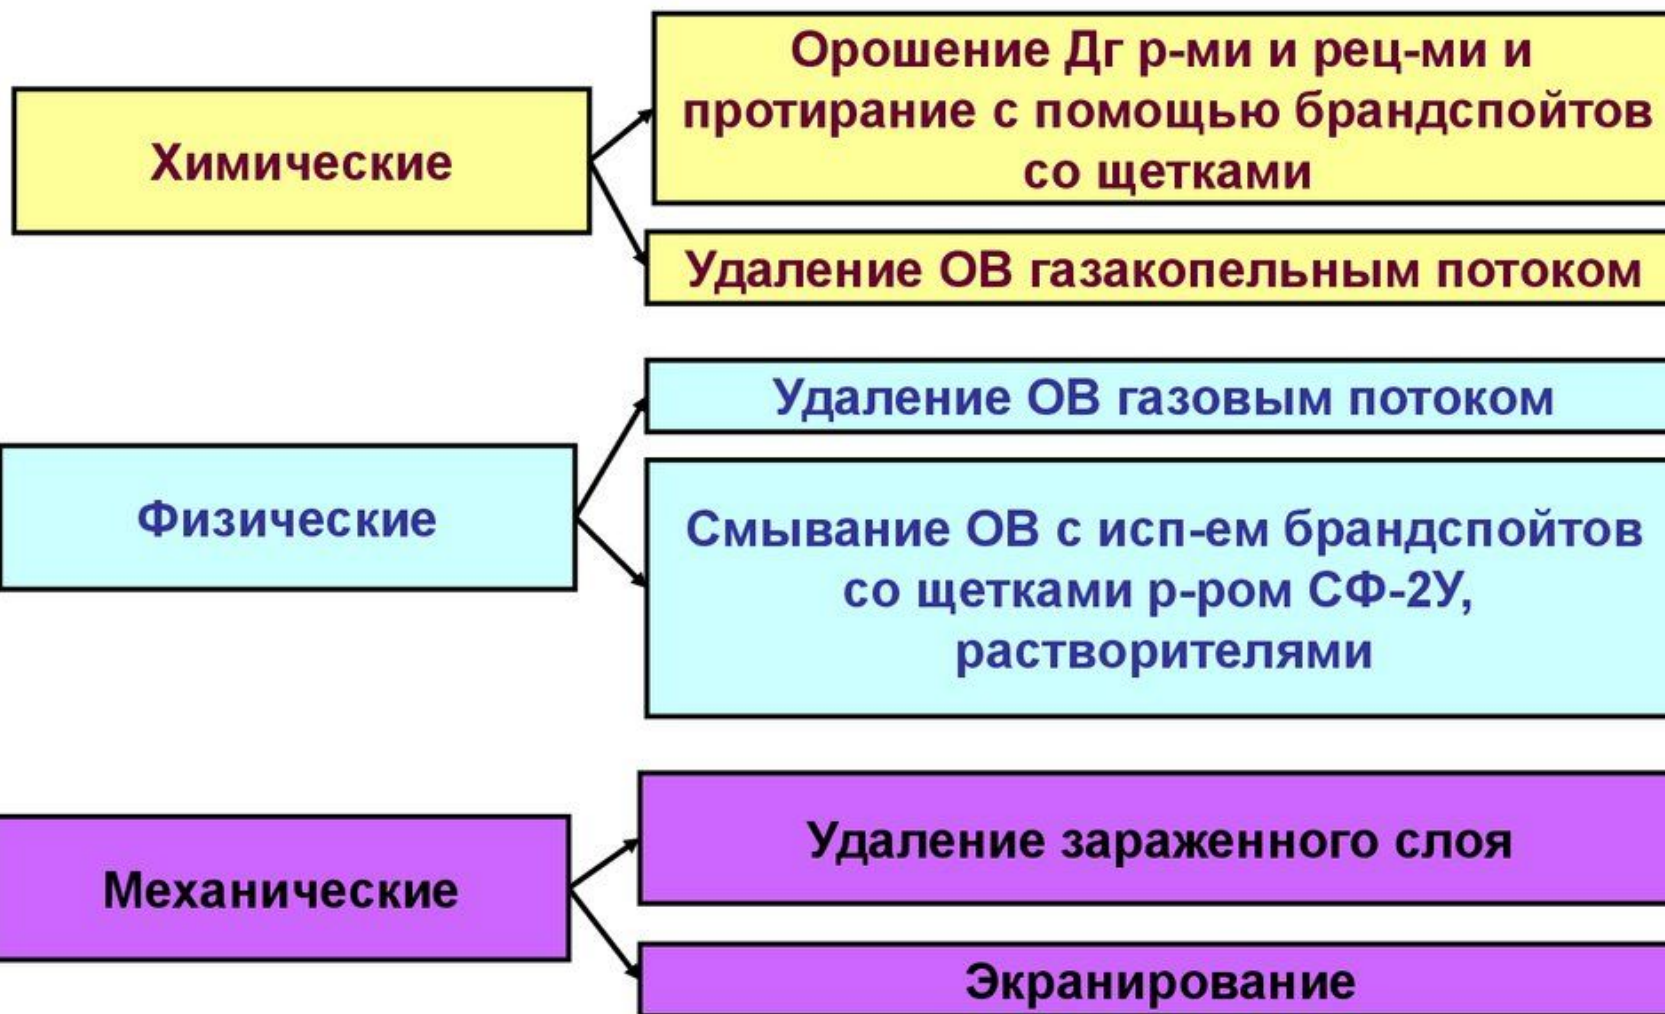 Химические
Орошение Дг р-ми и рец-ми и
протирание с помощью брандспойтов
со щетками
Удаление ОВ газакопельным потоком
Физические
Удаление ОВ газовым потоком
Смывание ОВ с исп-ем брандспойтов
со щетками р-ром СФ-2У,
растворителями
Механические
Удаление зараженного слоя
Экранирование